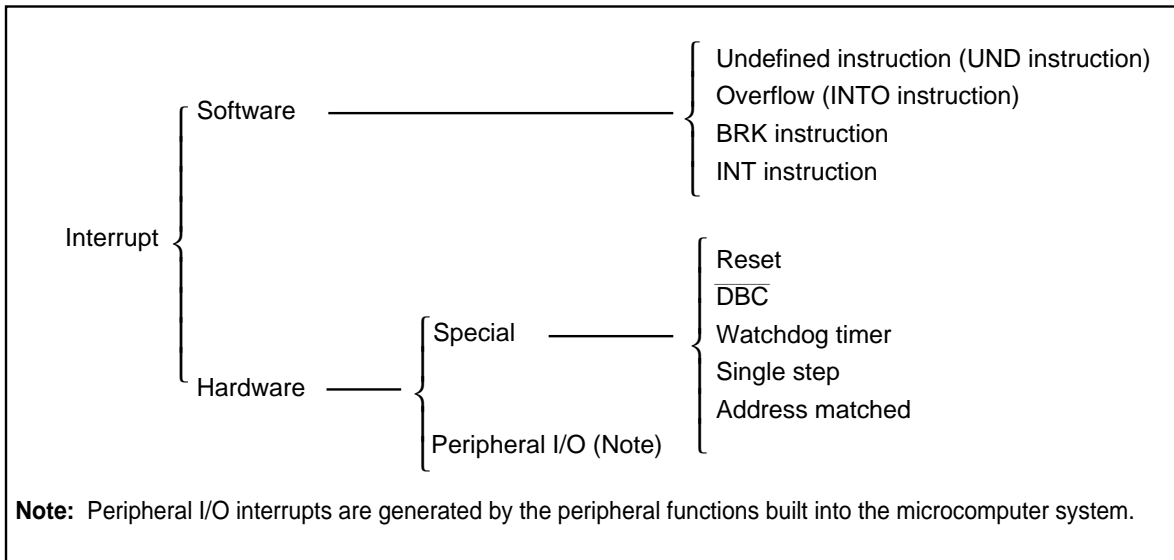 Undefined instruction (UND instruction)
Overflow (INTO instruction)
Software
BRK instruction
INT instruction
Interrupt
Reset
D̅B̅C̅
Special
Watchdog timer
Single step
Hardware
Address matched
Peripheral I/O (Note)
Note: Peripheral I/O interrupts are generated by the peripheral functions built into the microcomputer system.